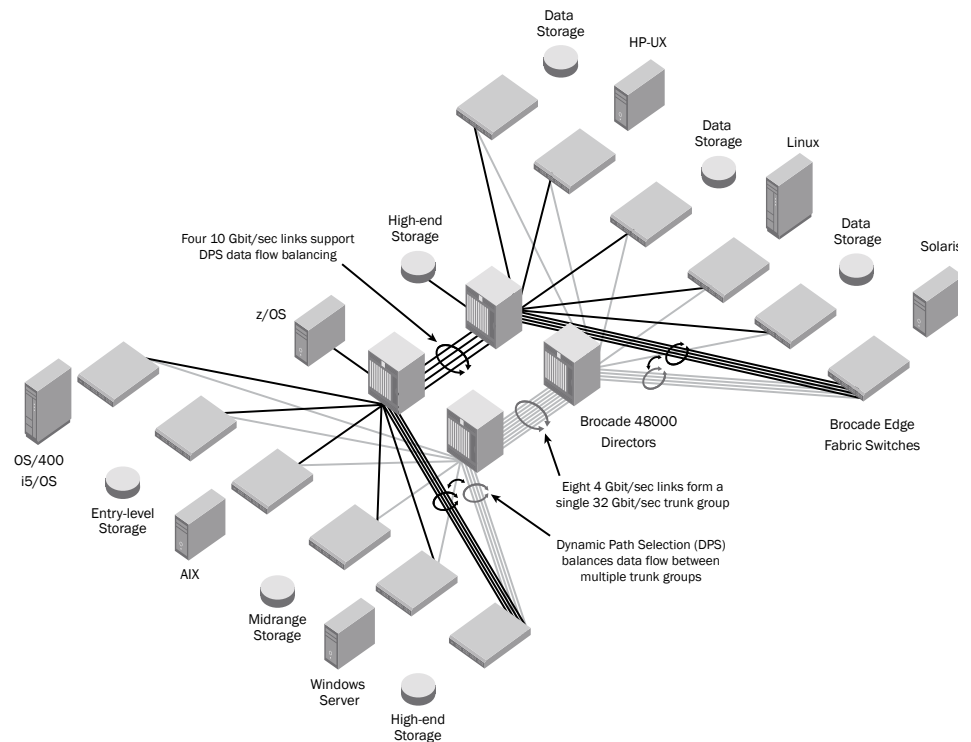 Data
Storage
HP-UX
Data
Storage
Linux
Data
Storage
Solaris
High-end
Storage
Four 10 Gbit/sec links support
DPS data flow balancing
z/OS
OS/400
i5/OS
Entry-level
Storage
AIX
Midrange
Storage
Windows
Server
High-end
Storage
Brocade 48000
Directors
Brocade Edge
Fabric Switches
Eight 4 Gbit/sec links form a
single 32 Gbit/sec trunk group
Dynamic Path Selection (DPS)
balances data flow between
multiple trunk groups